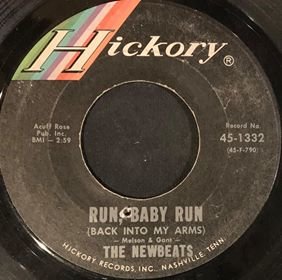 Hickory®
Acuff Rose
Pub. Inc.
BMI - 2:59
Record No.
45-1332
(45-F-790)
RUN, BABY RUN
(BACK INTO MY ARMS)
- Melson & Gant -
THE NEWBEATS
HICKORY RECORDS, INC., NASHVILLE, TENN.